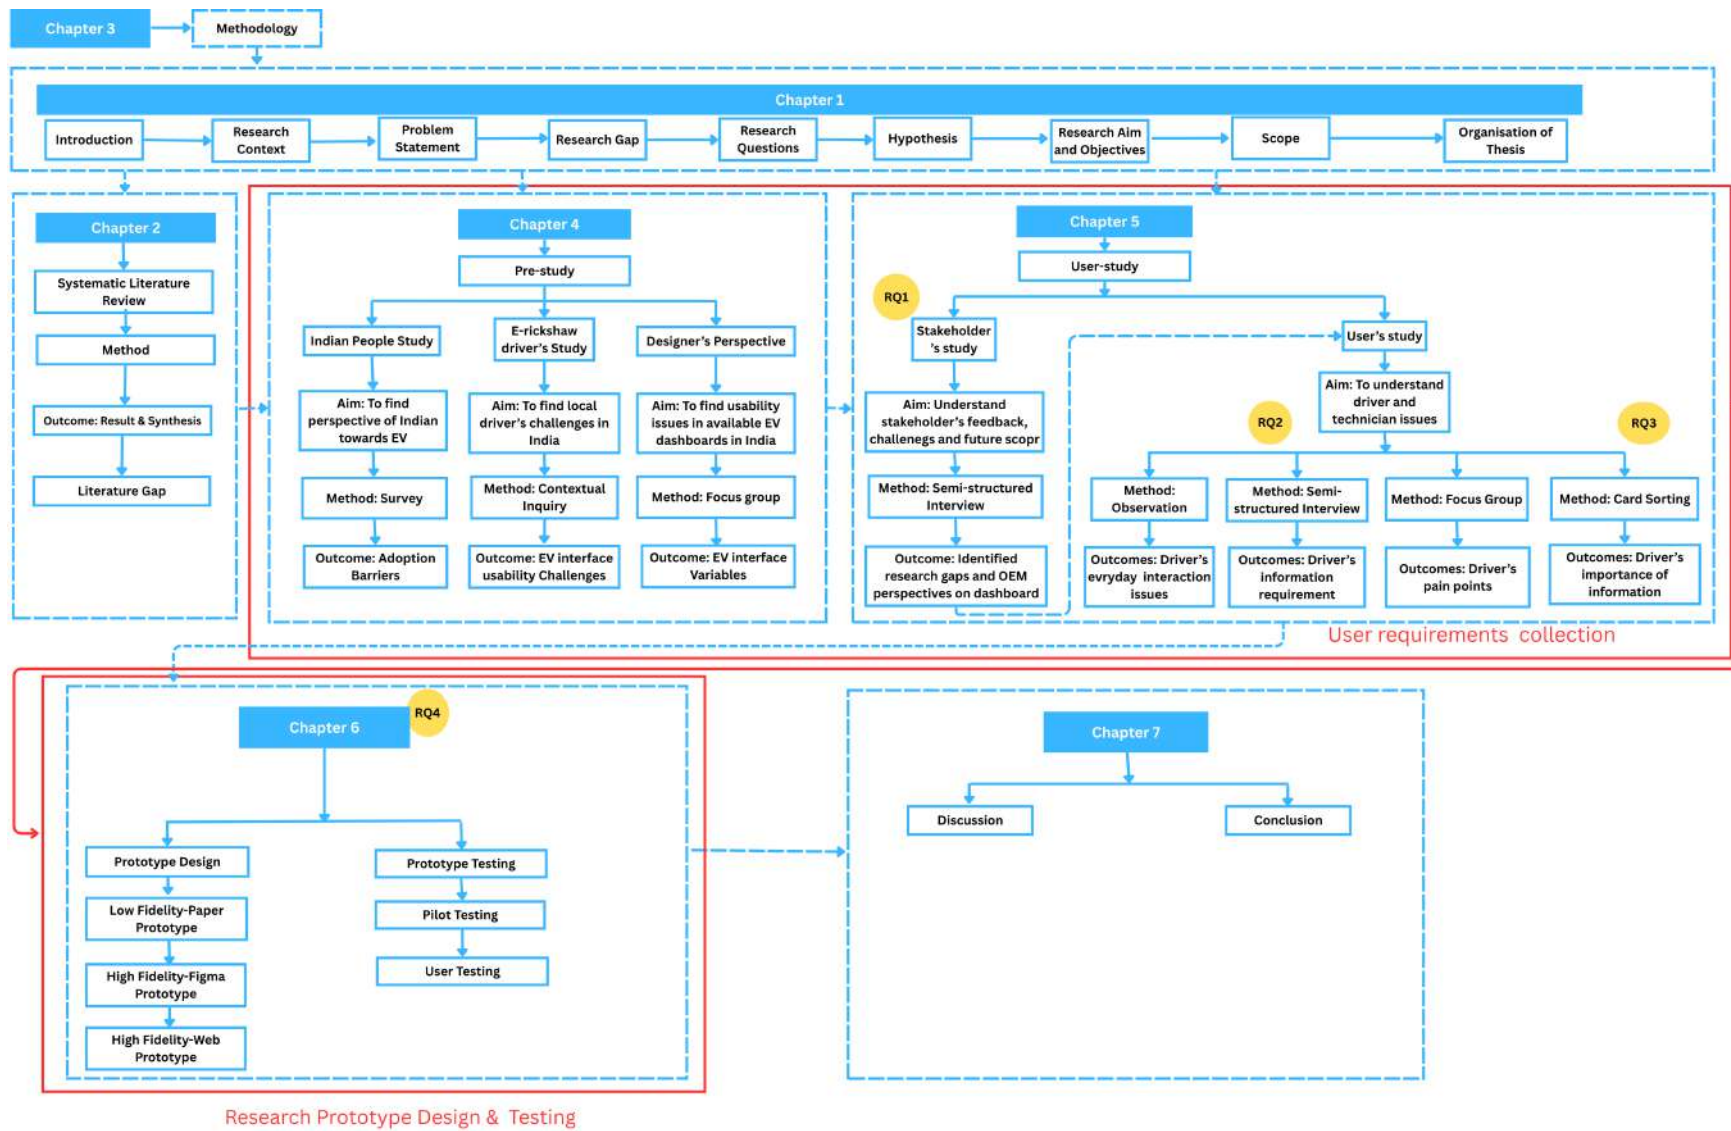 Chapter 3
Methodology
Chapter 1
Introduction
Research
Context
Problem
Statement
Research Gap
Research
Questions
Hypothesis
Research Aim
and Objectives
Scope
Organisation of
Thesis
Chapter 2
Systematic Literature
Review
Method
Outcome: Result & Synthesis
Literature Gap
Chapter 4
Pre-study
Indian People Study
Aim: To find
perspective of Indian
towards EV
Method: Survey
Outcome: Adoption
Barriers
E-rickshaw
driver's Study
Aim: To find local
driver's challenges in
India
Method: Contextual
Inquiry
Outcome: EV interface
usability Challenges
Designer's Perspective
Aim: To find usability
issues in available EV
dashboards in India
Method: Focus group
Outcome: EV interface
Variables
Chapter 5
User-study
RQ1
Stakeholder
's study
Aim: Understand
stakeholder's feedback,
challenegs and future scopr
Method: Semi-structured
Interview
Outcome: Identified
research gaps and OEM
perspectives on dashboard
User's study
Aim: To understand
driver and
technician issues
RQ2
RQ3
Method:
Observation
Outcomes: Driver's
evryday interaction
issues
Method: Semi-
structured Interview
Outcomes: Driver's
information
requirement
Method: Focus Group
Outcomes: Driver's
pain points
Method: Card Sorting
Outcomes: Driver's
importance of
information
User requirements collection
Chapter 6
RQ4
Prototype Design
Low Fidelity-Paper
Prototype
High Fidelity-Figma
Prototype
High Fidelity-Web
Prototype
Prototype Testing
Pilot Testing
User Testing
Chapter 7
Discussion
Conclusion
Research Prototype Design & Testing